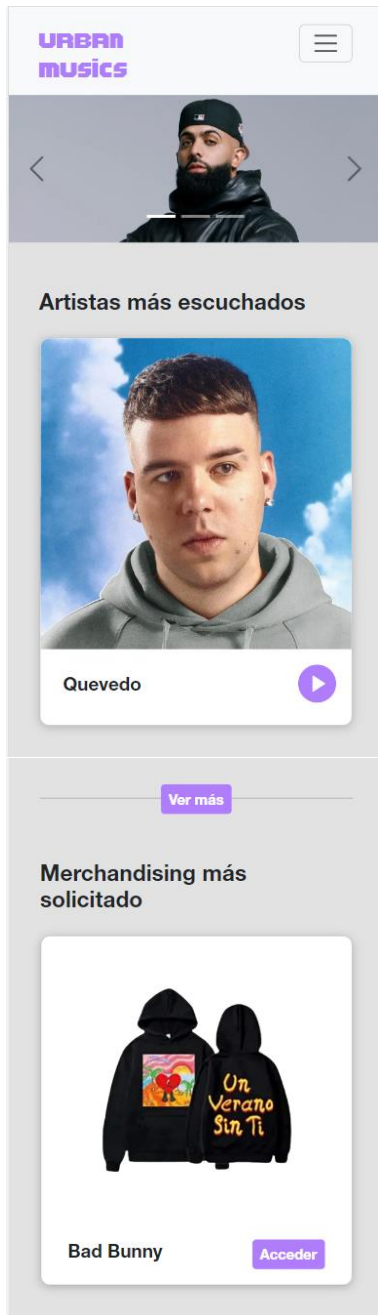 URBAN
musics
Artistas más escuchados
Quevedo
Ver más
Merchandising más
solicitado
Un
Verano
Sin Ti
Bad Bunny
Acceder